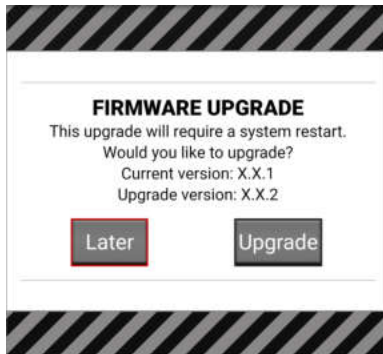 FIRMWARE UPGRADE
This upgrade will require a system restart.
Would you like to upgrade?
Current version: X.X.1
Upgrade version: X.X.2
Later
Upgrade